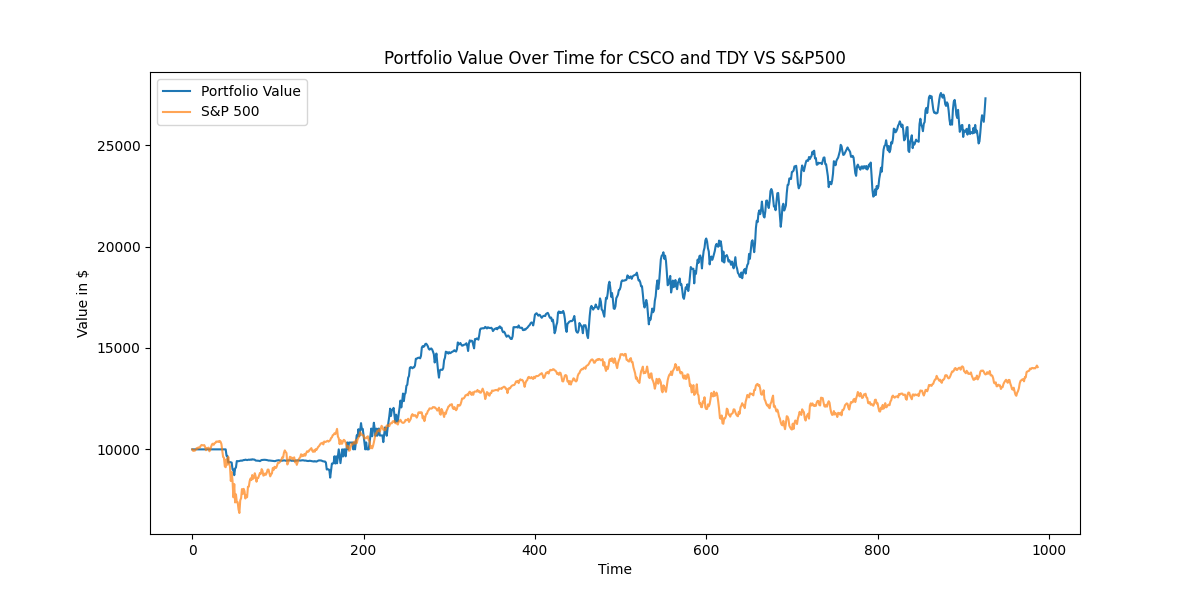 Portfolio Value Over Time for CSCO and TDY VS S&P500
Portfolio Value
S&P 500
25000
20000
15000
10000
Value in $
0
200
400
600
800
1000
Time